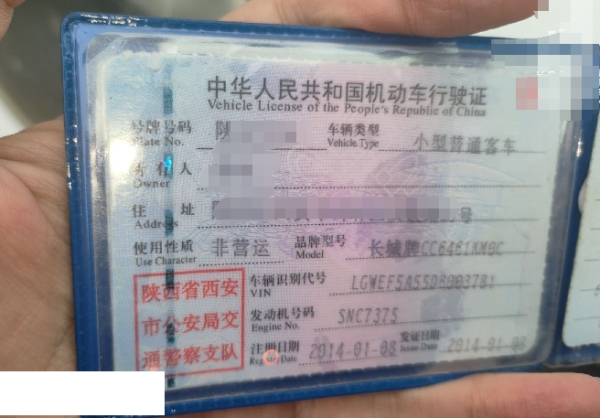 中华人民共和国机动车行驶证
Vehicle License of the People's Republic of China
号牌号码 陕 车辆类型 小型普通客车
Plate No. Vehicle Type
所有人
Owner
住址 号
Address
使用性质 非营运 品牌型号 长城牌CC6461KM9C
Use Character Model
陕西省西安 车辆识别代号 LGWEF5A55DB903781
VIN
市公安局交 发动机号码 SNC7375
Engine No.
通警察支队 注册日期 2014-01-08 发证日期 2014-01-08
Register Date Issue Date